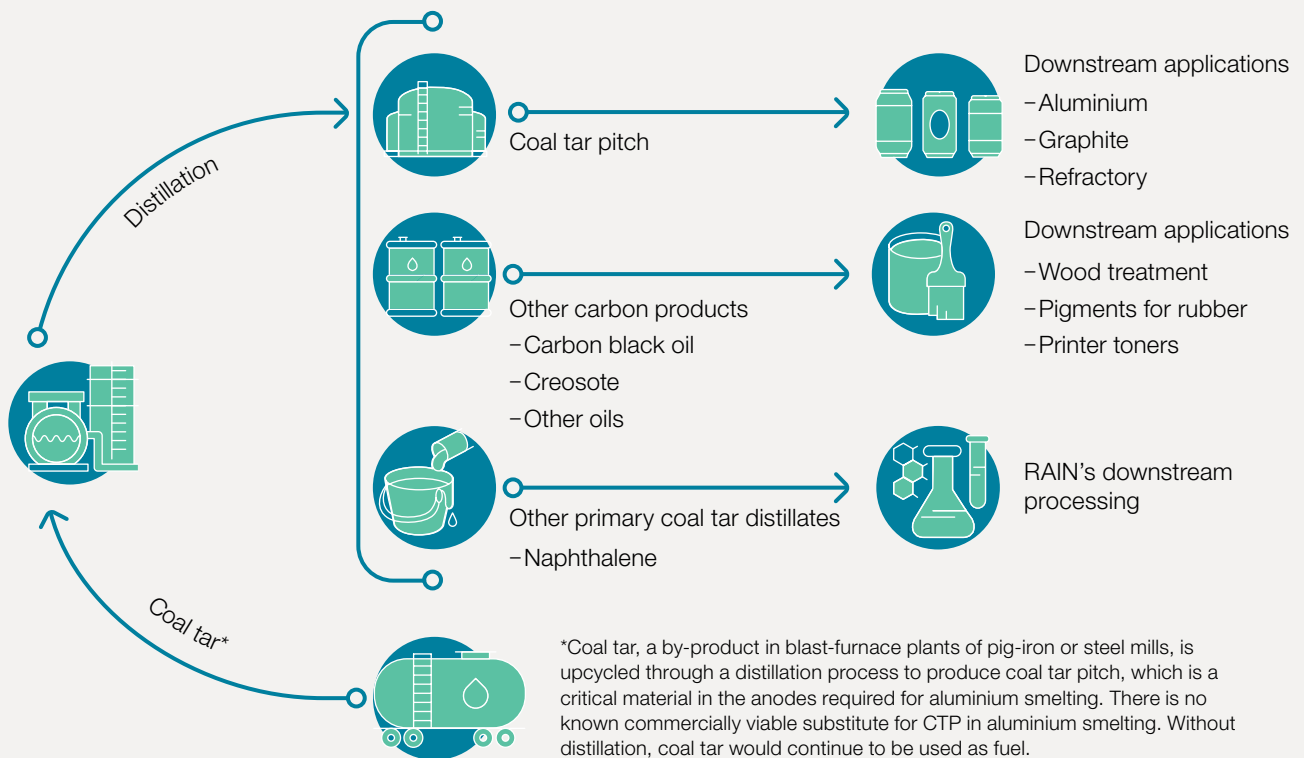 Distillation
Coal tar pitch
Downstream applications
–Aluminium
–Graphite
–Refractory
Other carbon products
–Carbon black oil
–Creosote
–Other oils
Downstream applications
–Wood treatment
–Pigments for rubber
–Printer toners
Other primary coal tar distillates
–Naphthalene
RAIN’s downstream
processing
Coal tar*
*Coal tar, a by-product in blast-furnace plants of pig-iron or steel mills, is
upcycled through a distillation process to produce coal tar pitch, which is a
critical material in the anodes required for aluminium smelting. There is no
known commercially viable substitute for CTP in aluminium smelting. Without
distillation, coal tar would continue to be used as fuel.